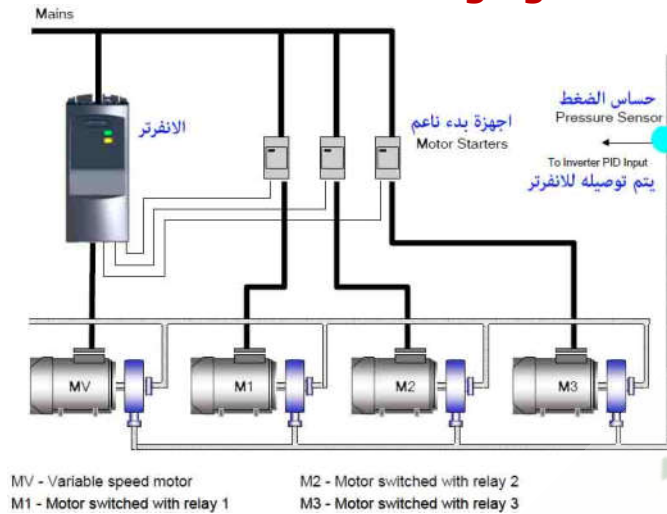 Mains
الانفرتر
اجهزة بدء ناعم
Motor Starters
حساس الضغط
Pressure Sensor
To Inverter PID Input
يتم توصيله للانفرتر
MV
M1
M2
M3
MV - Variable speed motor
M2 - Motor switched with relay 2
M1 - Motor switched with relay 1
M3 - Motor switched with relay 3